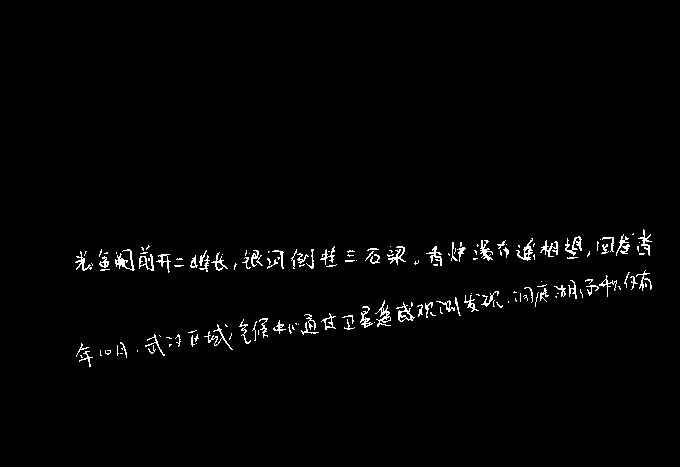 光金阙前开二峰长,银河倒挂三石梁。香炉瀑布遥相望,回崖沓
年10月,武汉区域气候中心通过卫星遥感观测发现,洞庭湖面积仅有